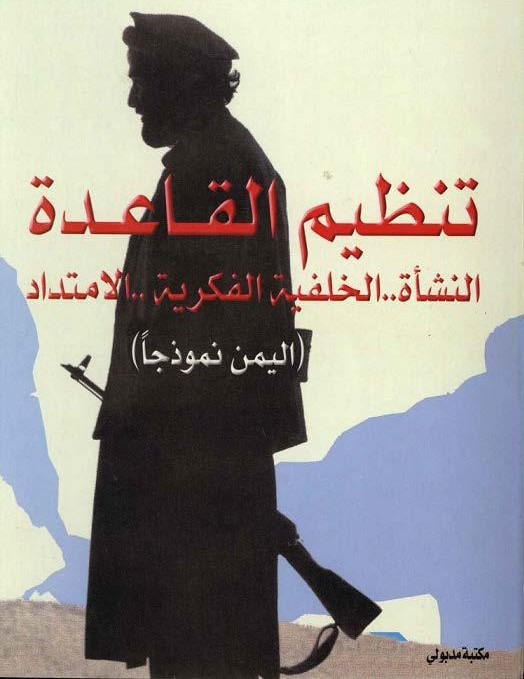 تنظيم القاعدة
النشأة..الخلفية الفكرية ..الامتداد
(اليمن نموذجاً)
مكتبة مدبولي